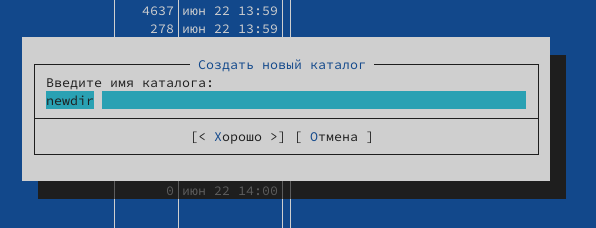 4637 июн 22 13:59
278 июн 22 13:59
Создать новый каталог
Введите имя каталога:
newdir
[< Хорошо >] [ Отмена ]
0 июн 22 14:00